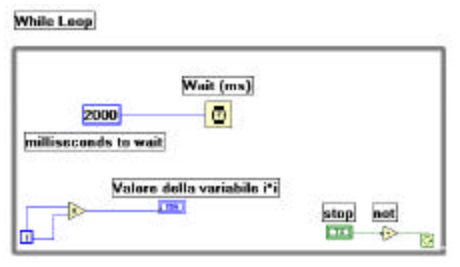 While Loop
Wait (ms)
2000
milliseconds to wait
Valore della variabile i*i
stop not
i